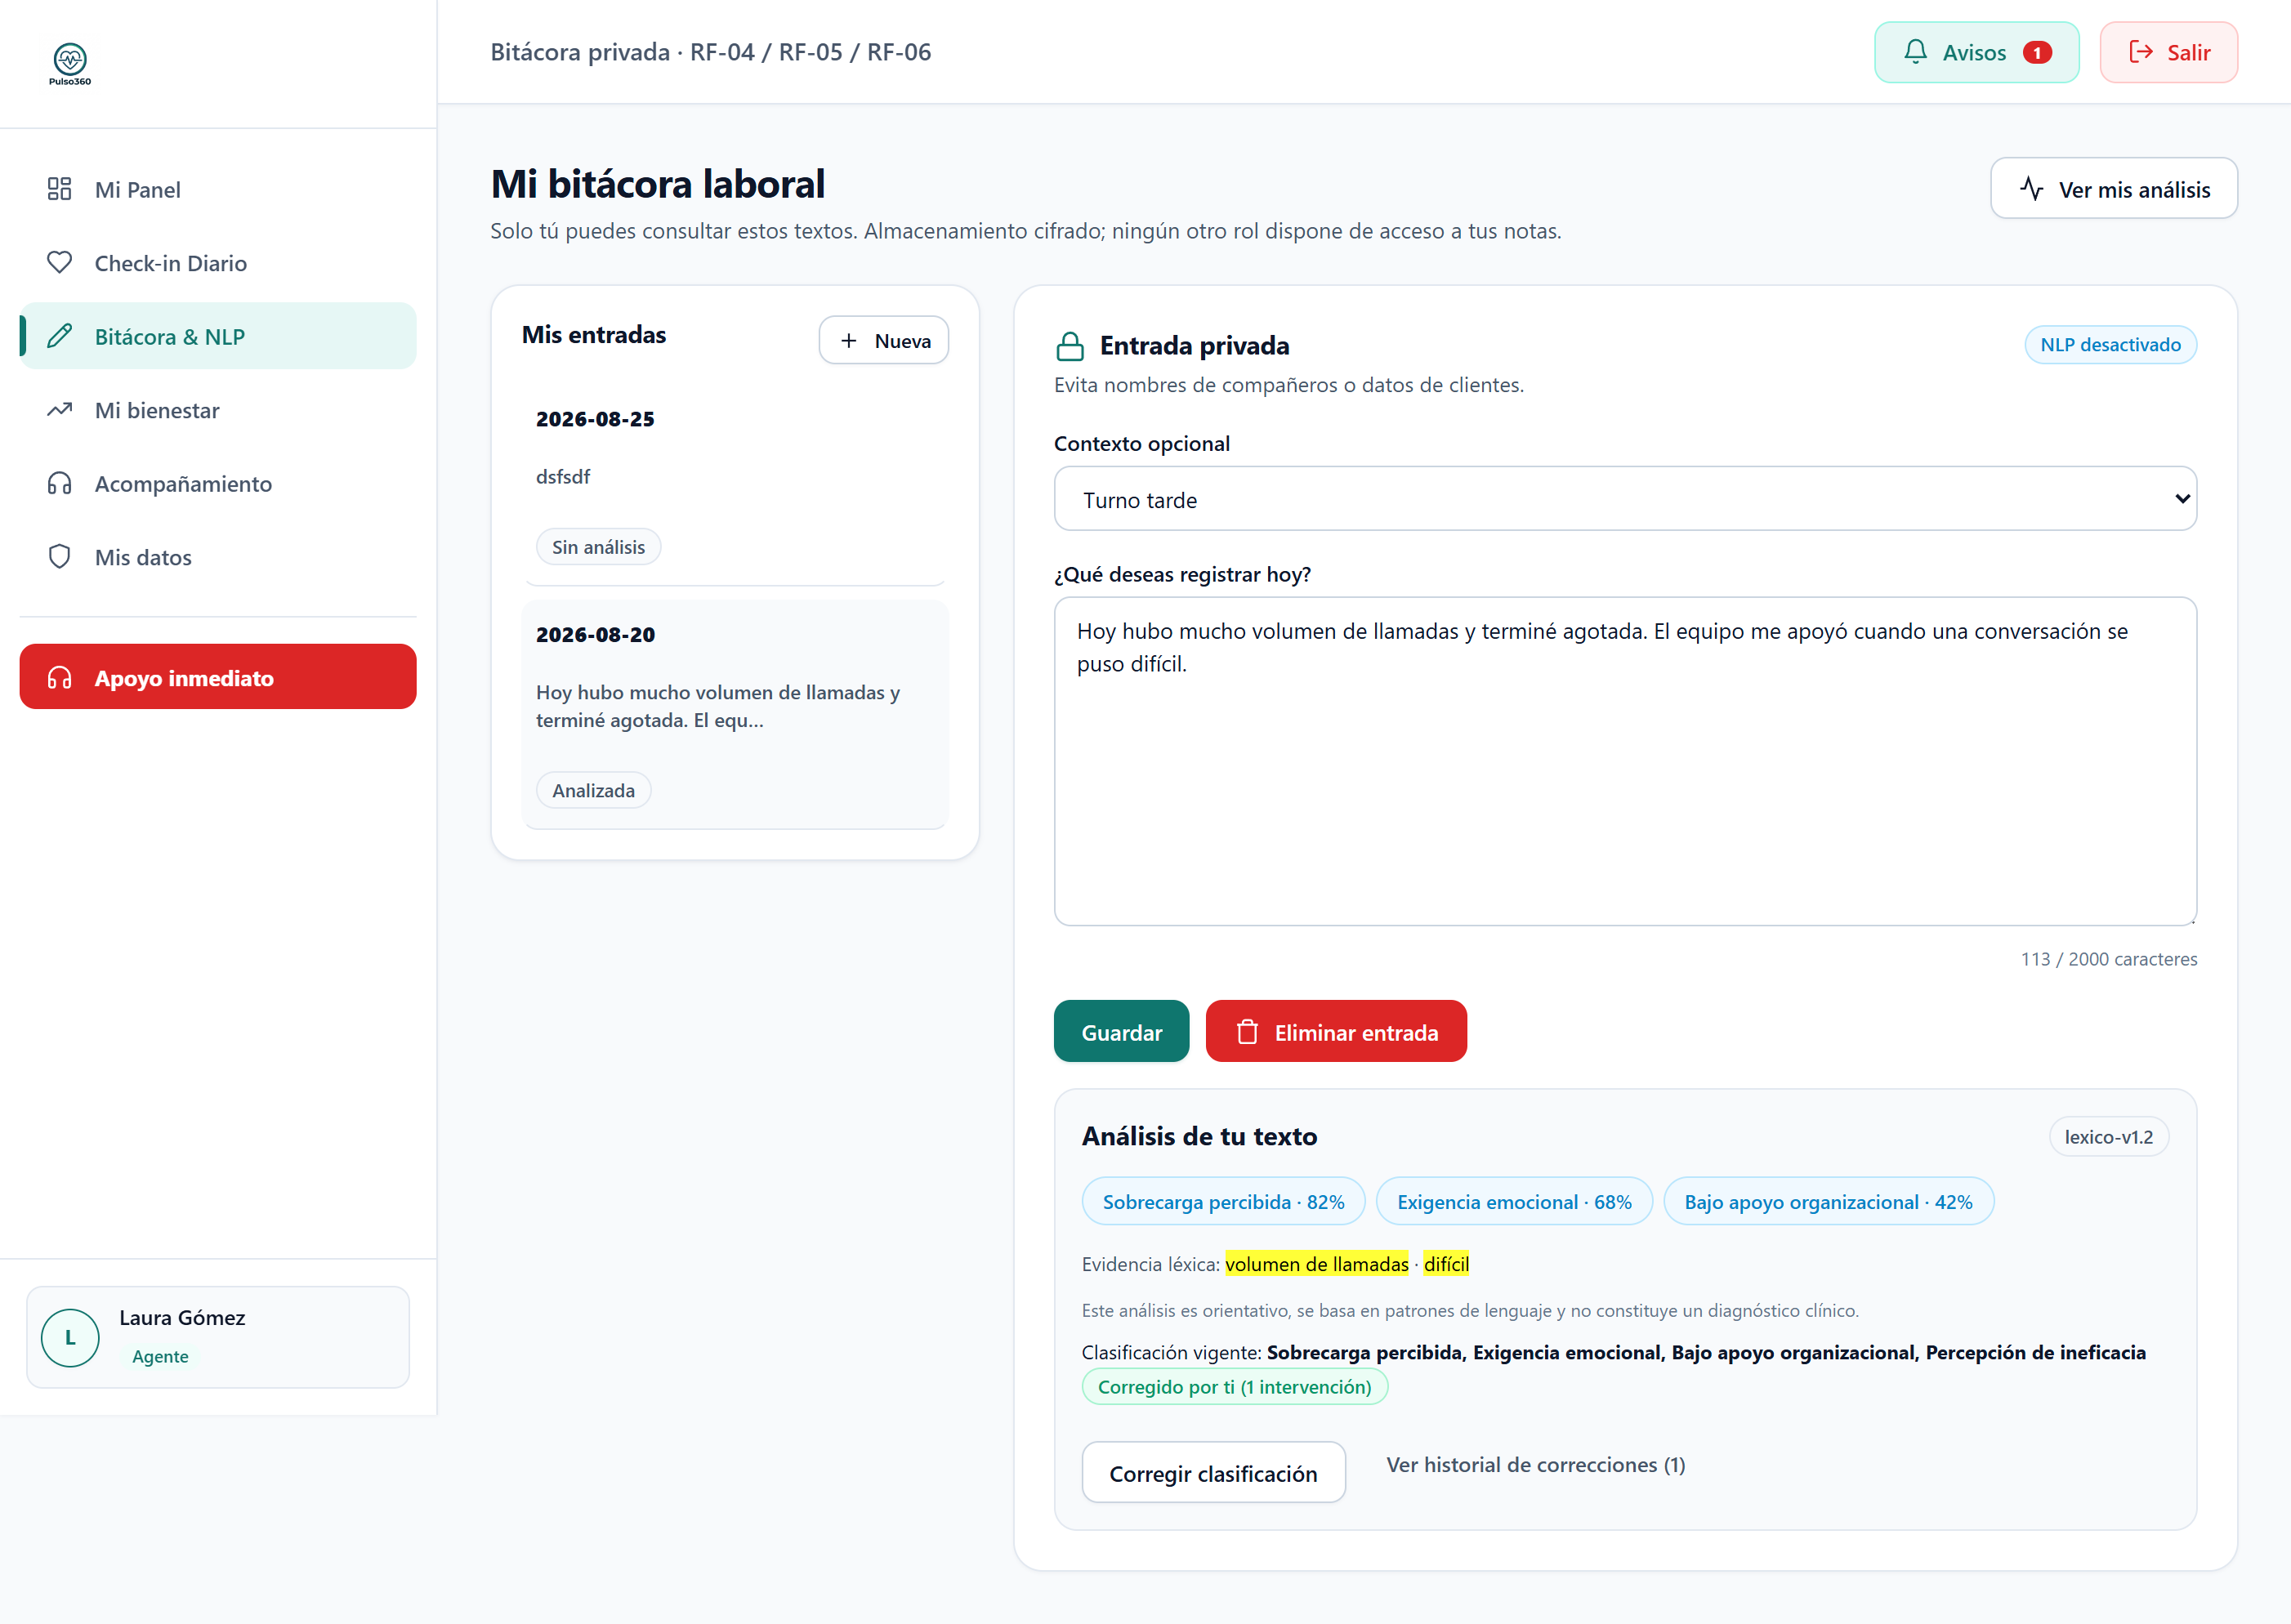 Pulso360
Mi Panel
Check-in Diario
Bitácora & NLP
Mi bienestar
Acompañamiento
Mis datos
Apoyo inmediato
L
Laura Gómez
Agente
Bitácora privada · RF-04 / RF-05 / RF-06
Avisos 1
Salir
Mi bitácora laboral
Solo tú puedes consultar estos textos. Almacenamiento cifrado; ningún otro rol dispone de acceso a tus notas.
Ver mis análisis
Mis entradas
Nueva
2026-08-25
dsfsdf
Sin análisis
2026-08-20
Hoy hubo mucho volumen de llamadas y
terminé agotada. El equ...
Analizada
Entrada privada
NLP desactivado
Evita nombres de compañeros o datos de clientes.
Contexto opcional
Turno tarde
¿Qué deseas registrar hoy?
Hoy hubo mucho volumen de llamadas y terminé agotada. El equipo me apoyó cuando una conversación se
puso difícil.
113 / 2000 caracteres
Guardar
Eliminar entrada
Análisis de tu texto
lexico-v1.2
Sobrecarga percibida · 82%
Exigencia emocional · 68%
Bajo apoyo organizacional · 42%
Evidencia léxica: volumen de llamadas · difícil
Este análisis es orientativo, se basa en patrones de lenguaje y no constituye un diagnóstico clínico.
Clasificación vigente: Sobrecarga percibida, Exigencia emocional, Bajo apoyo organizacional, Percepción de ineficacia
Corregido por ti (1 intervención)
Corregir clasificación
Ver historial de correcciones (1)